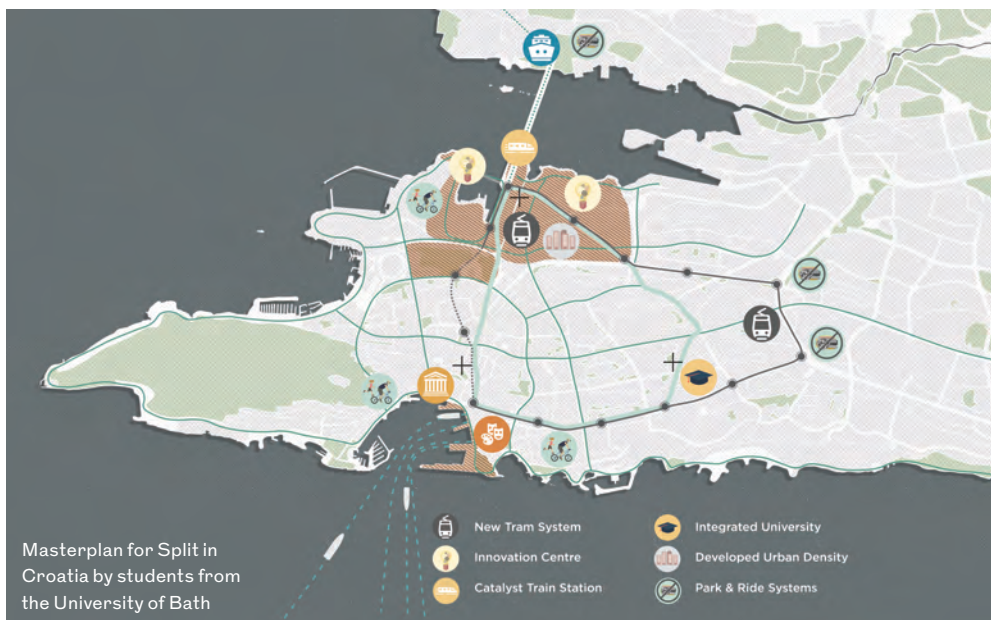 New Tram System
Innovation Centre
Catalyst Train Station
Integrated University
Developed Urban Density
Park & Ride Systems
Masterplan for Split in
Croatia by students from
the University of Bath